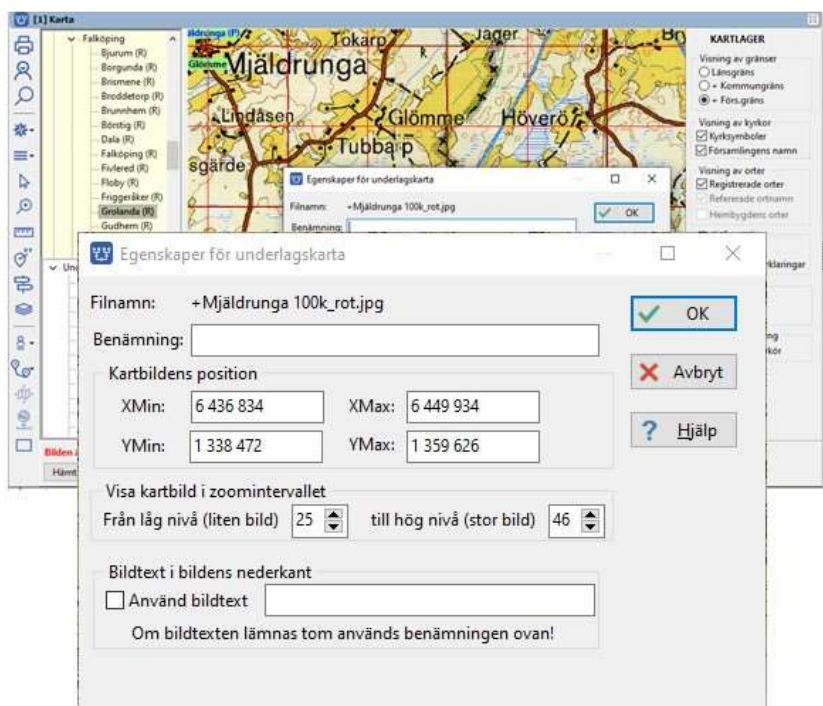 [1] Karta
Falköping
Bjurum (R)
Borgunda (R)
Brismene (R)
Broddetorp (R)
Brunnhem (R)
Börstig (R)
Dala (R)
Falköping (R)
Fivlered (R)
Floby (R)
Friggeråker (R)
Grolanda (R)
Gudhem (R)
Tokarp
Jäger
Mjäldrunga
Lindåsen
Glömme
Höverö
Tubbarp
sgärde
KARTLAGER
Visning av gränser
Länsgräns
+ Kommungräns
+ Förs.gräns
Visning av kyrkor
Kyrksymboler
Församlingens namn
Visning av orter
Registrerade orter
Refererade ortnamn
Hembygdens orter
klaringar
Egenskaper för underlagskarta
Filnamn: +Mjäldrunga 100k_rot.jpg
OK
Benämning:
Egenskaper för underlagskarta
Filnamn: +Mjäldrunga 100k_rot.jpg
OK
Benämning:
Avbryt
Kartbildens position
XMin: 6 436 834 XMax: 6 449 934
YMin: 1 338 472 YMax: 1 359 626
Hjälp
Visa kartbild i zoomintervallet
Från låg nivå (liten bild) 25 till hög nivå (stor bild) 46
Bildtext i bildens nederkant
Använd bildtext
Om bildtexten lämnas tom används benämningen ovan!
Bilden
Hämt